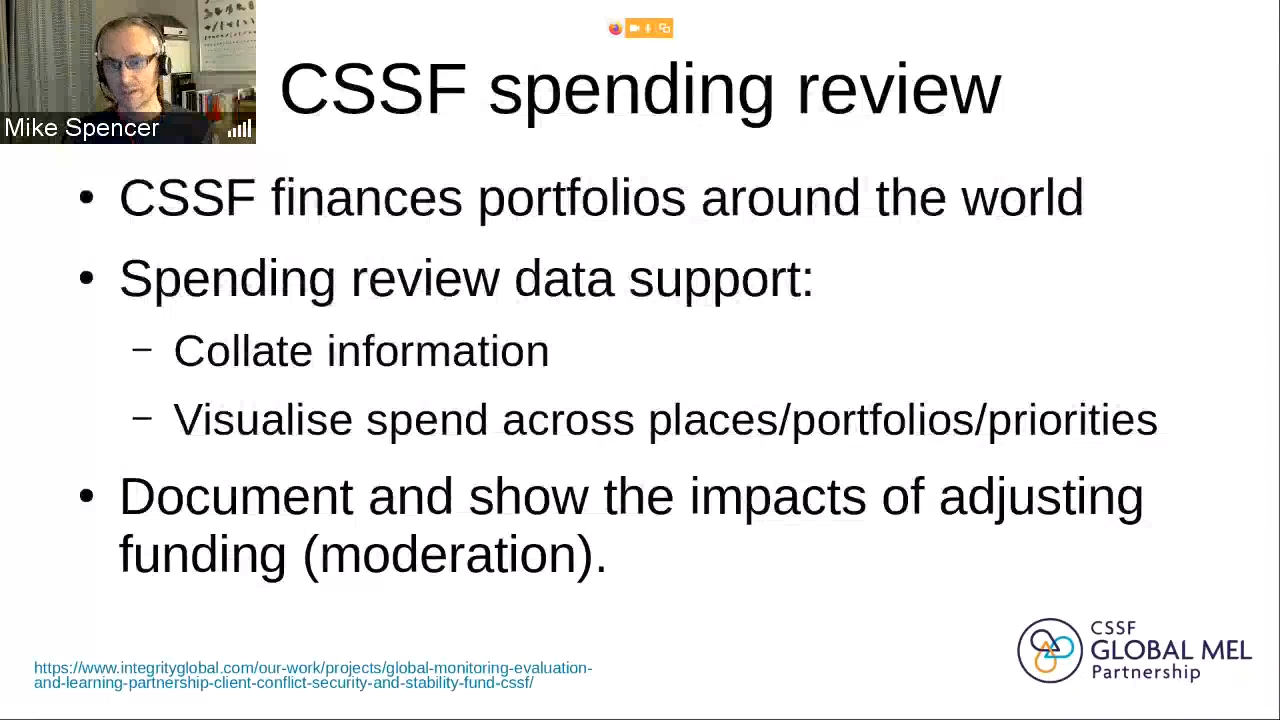 CSSF spending review
Mike Spencer
• CSSF finances portfolios around the world
• Spending review data support:
– Collate information
– Visualise spend across places/portfolios/priorities
• Document and show the impacts of adjusting
funding (moderation).
https://www.integrityglobal.com/our-work/projects/global-monitoring-evaluation-
and-learning-partnership-client-conflict-security-and-stability-fund-cssf/
CSSF
GLOBAL MEL
Partnership